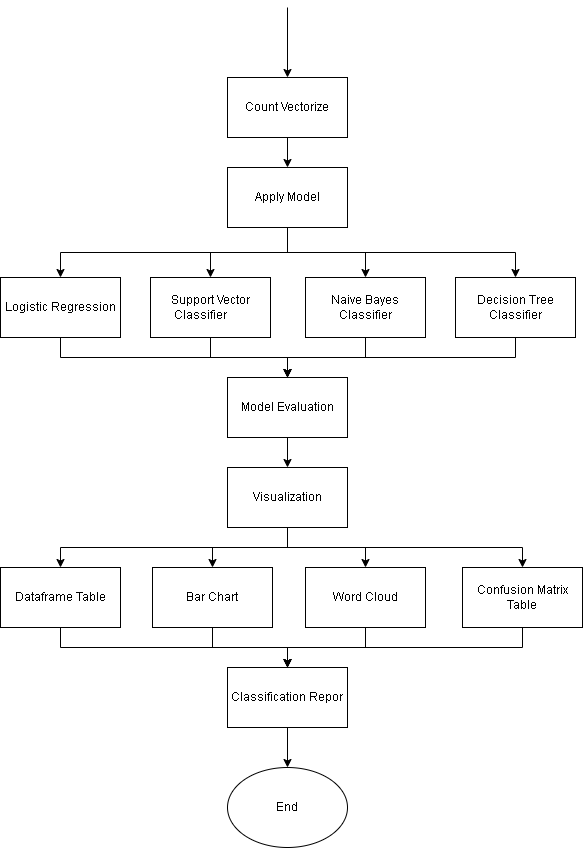 Count Vectorize
Apply Model
Logistic Regression
Support Vector
Classifier
Naive Bayes
Classifier
Decision Tree
Classifier
Model Evaluation
Visualization
Dataframe Table
Bar Chart
Word Cloud
Confusion Matrix
Table
Classification Repor
End